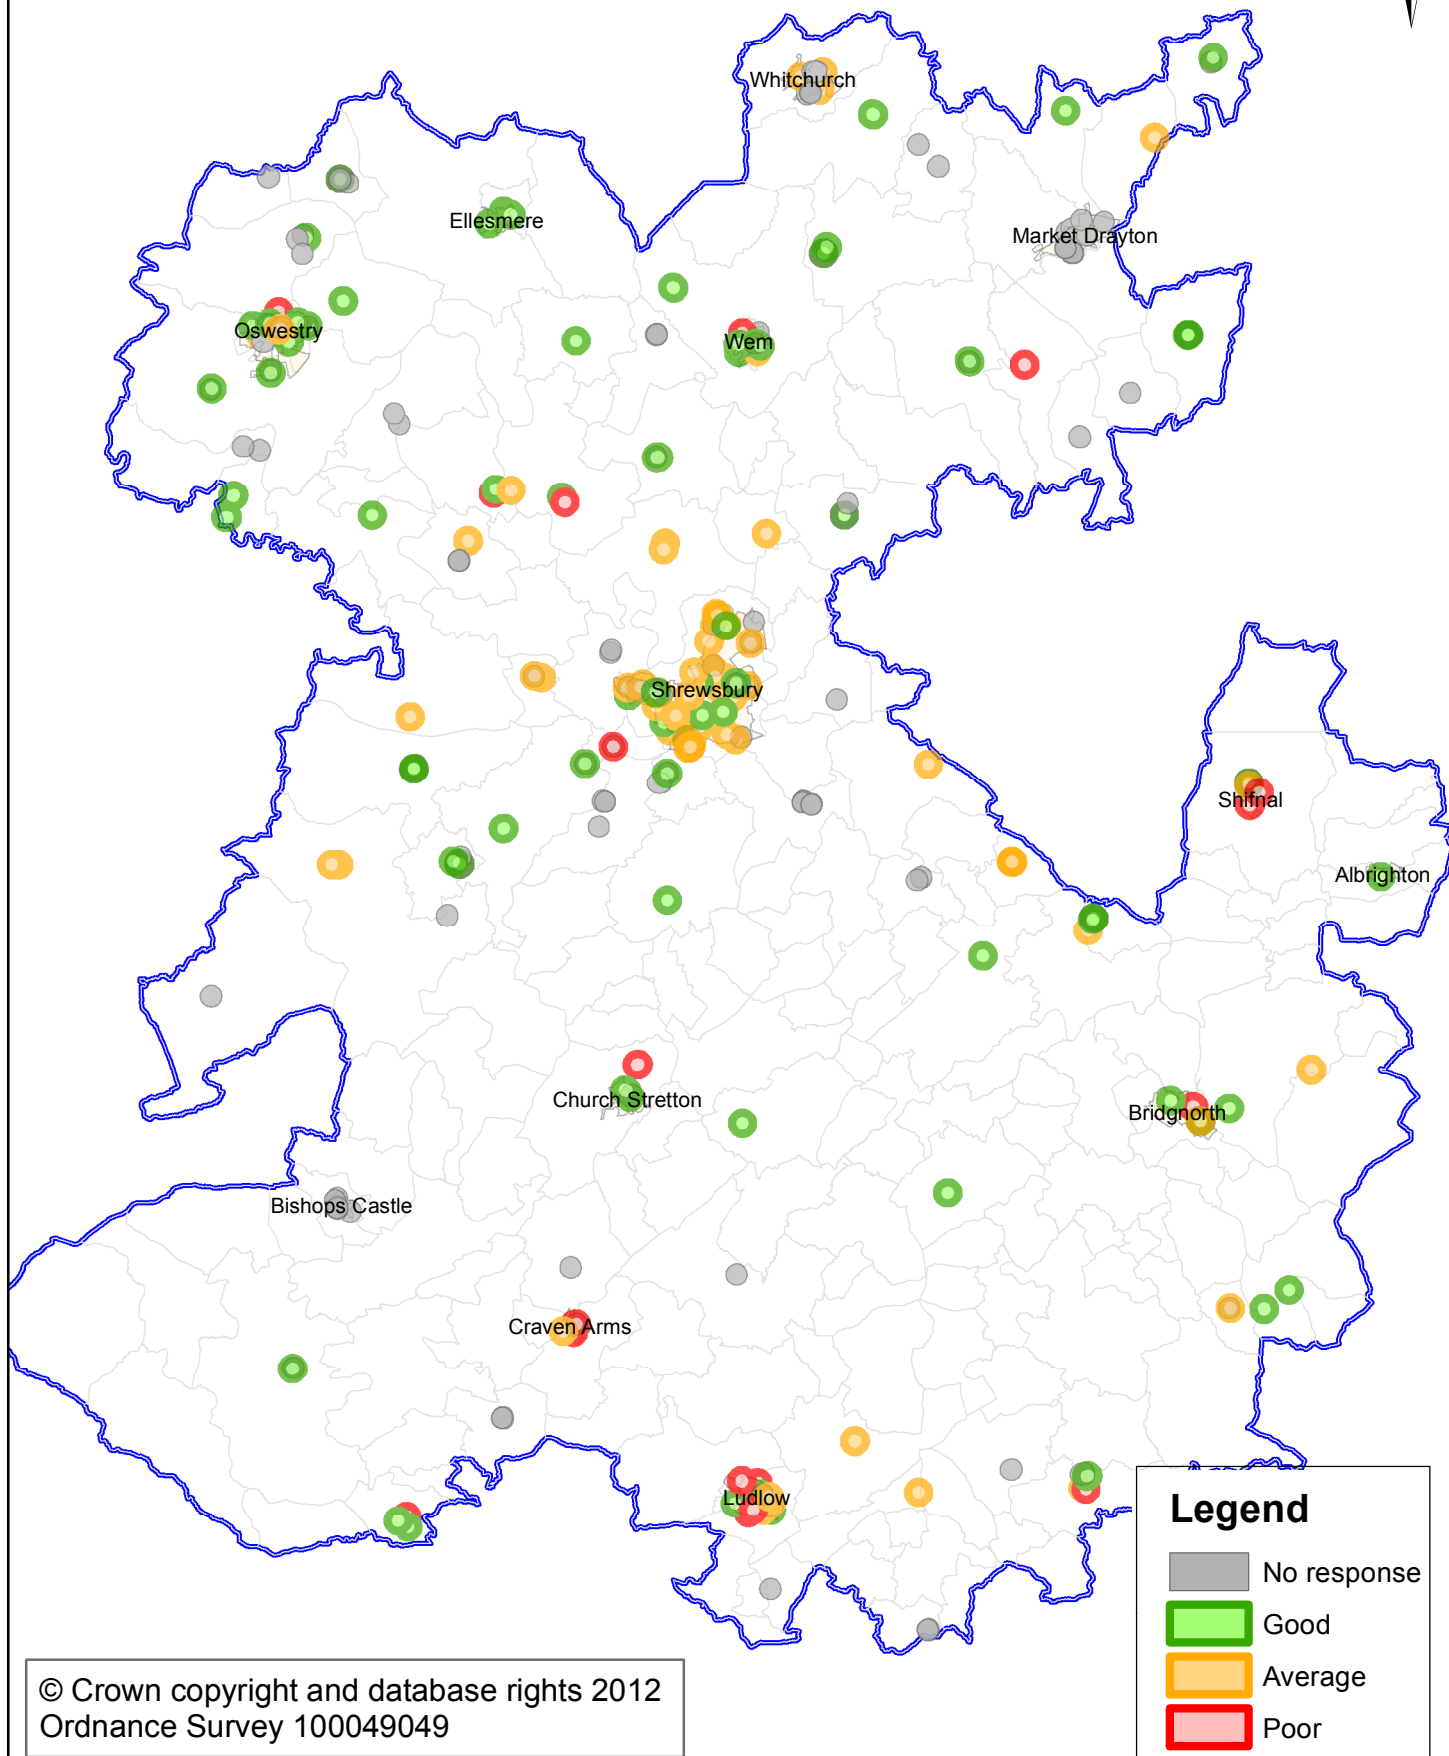 Whitchurch
Ellesmere
Market Drayton
Oswestry
Wem
Shrewsbury
Shifnal
Albrighton
Church Stretton
Bridgnorth
Bishops Castle
Craven Arms
Ludlow
Legend
No response
Good
Average
Poor
© Crown copyright and database rights 2012
Ordnance Survey 100049049